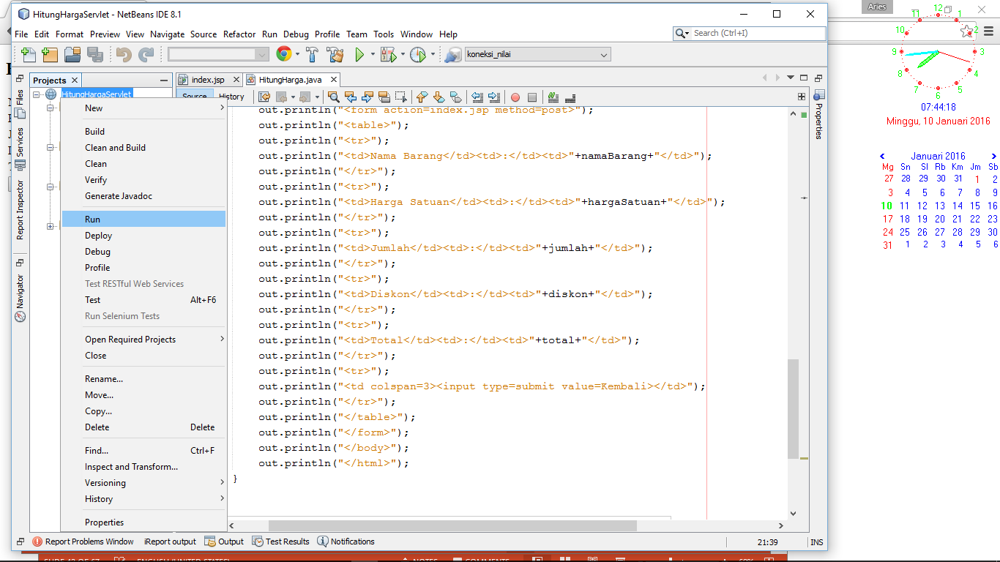 HitungHargaServlet - NetBeans IDE 8.1
File Edit Format Preview View Navigate Source Refactor Run Debug Profile Team Tools Window Help
Search (Ctrl+I)
koneksi_nilai
Projects
index.jsp
HitungHarga.java
Source
History
Files
Services
Report Inspector
Navigator
HitungHargaServlet
New
Build
Clean and Build
Clean
Verify
Generate Javadoc
Run
Deploy
Debug
Profile
Test RESTful Web Services
Test Alt+F6
Run Selenium Tests
Open Required Projects
Close
Rename...
Move...
Copy...
Delete Delete
Find... Ctrl+F
Inspect and Transform...
Versioning
History
Properties
out.println("<form action=index.jsp method=post>");
out.println("<table>");
out.println("<tr>");
out.println("<td>Nama Barang</td><td>:</td><td>"+namaBarang+"</td>");
out.println("</tr>");
out.println("<tr>");
out.println("<td>Harga Satuan</td><td>:</td><td>"+hargaSatuan+"</td>");
out.println("</tr>");
out.println("<tr>");
out.println("<td>Jumlah</td><td>:</td><td>"+jumlah+"</td>");
out.println("</tr>");
out.println("<tr>");
out.println("<td>Diskon</td><td>:</td><td>"+diskon+"</td>");
out.println("</tr>");
out.println("<tr>");
out.println("<td>Total</td><td>:</td><td>"+total+"</td>");
out.println("</tr>");
out.println("<tr>");
out.println("<td colspan=3><input type=submit value=Kembali></td>");
out.println("</tr>");
out.println("</table>");
out.println("</form>");
out.println("</body>");
out.println("</html>");
}
Properties
Report Problems Window iReport output Output Test Results Notifications
21:39 INS
Aries
12
11 1
10 2
9 3
8 4
7 5
6
07:44:18
Minggu, 10 Januari 2016
Januari 2016
Mg Sn Sl Rb Km Jm Sb
27 28 29 30 31 1 2
3 4 5 6 7 8 9
10 11 12 13 14 15 16
17 18 19 20 21 22 23
24 25 26 27 28 29 30
31 1 2 3 4 5 6